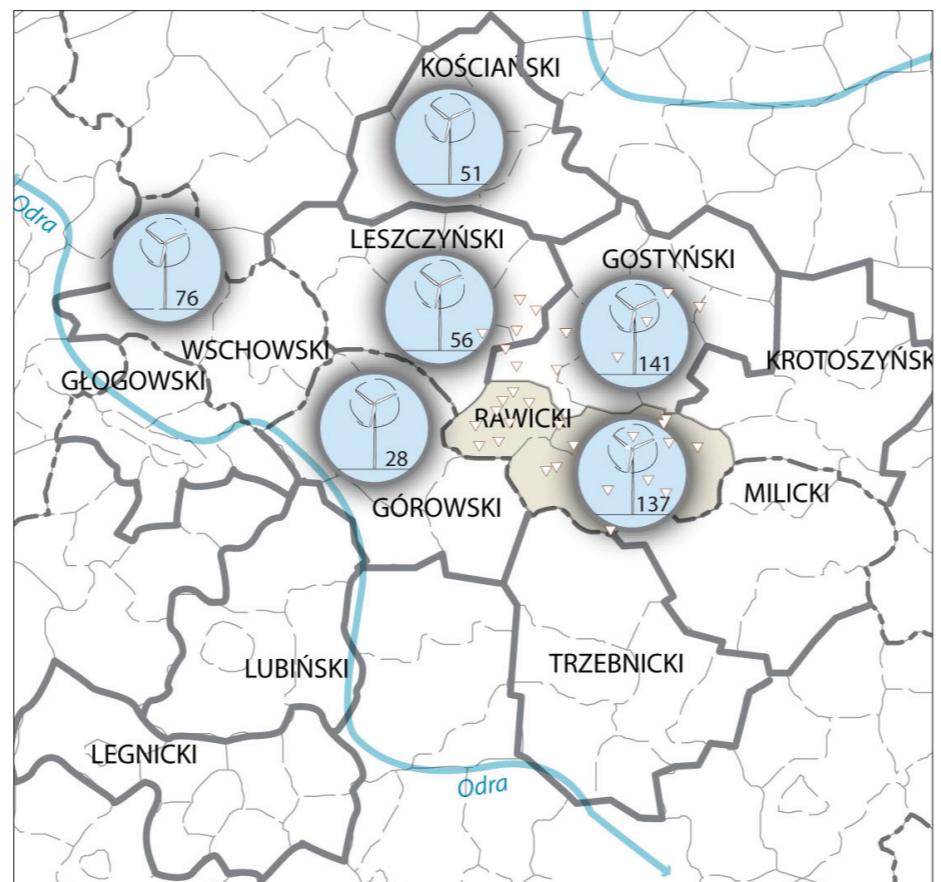 KOŚCIAŃSKI
51
Odra
LESZCZYŃSKI
GOSTYŃSKI
76
56
WSCHOWSKI
141
KROTOSZYŃSK
GŁOGOWSKI
RAWICKI
28
137
MILICKI
GÓROWSKI
LUBIŃSKI
TRZEBNICKI
LEGNICKI
Odra